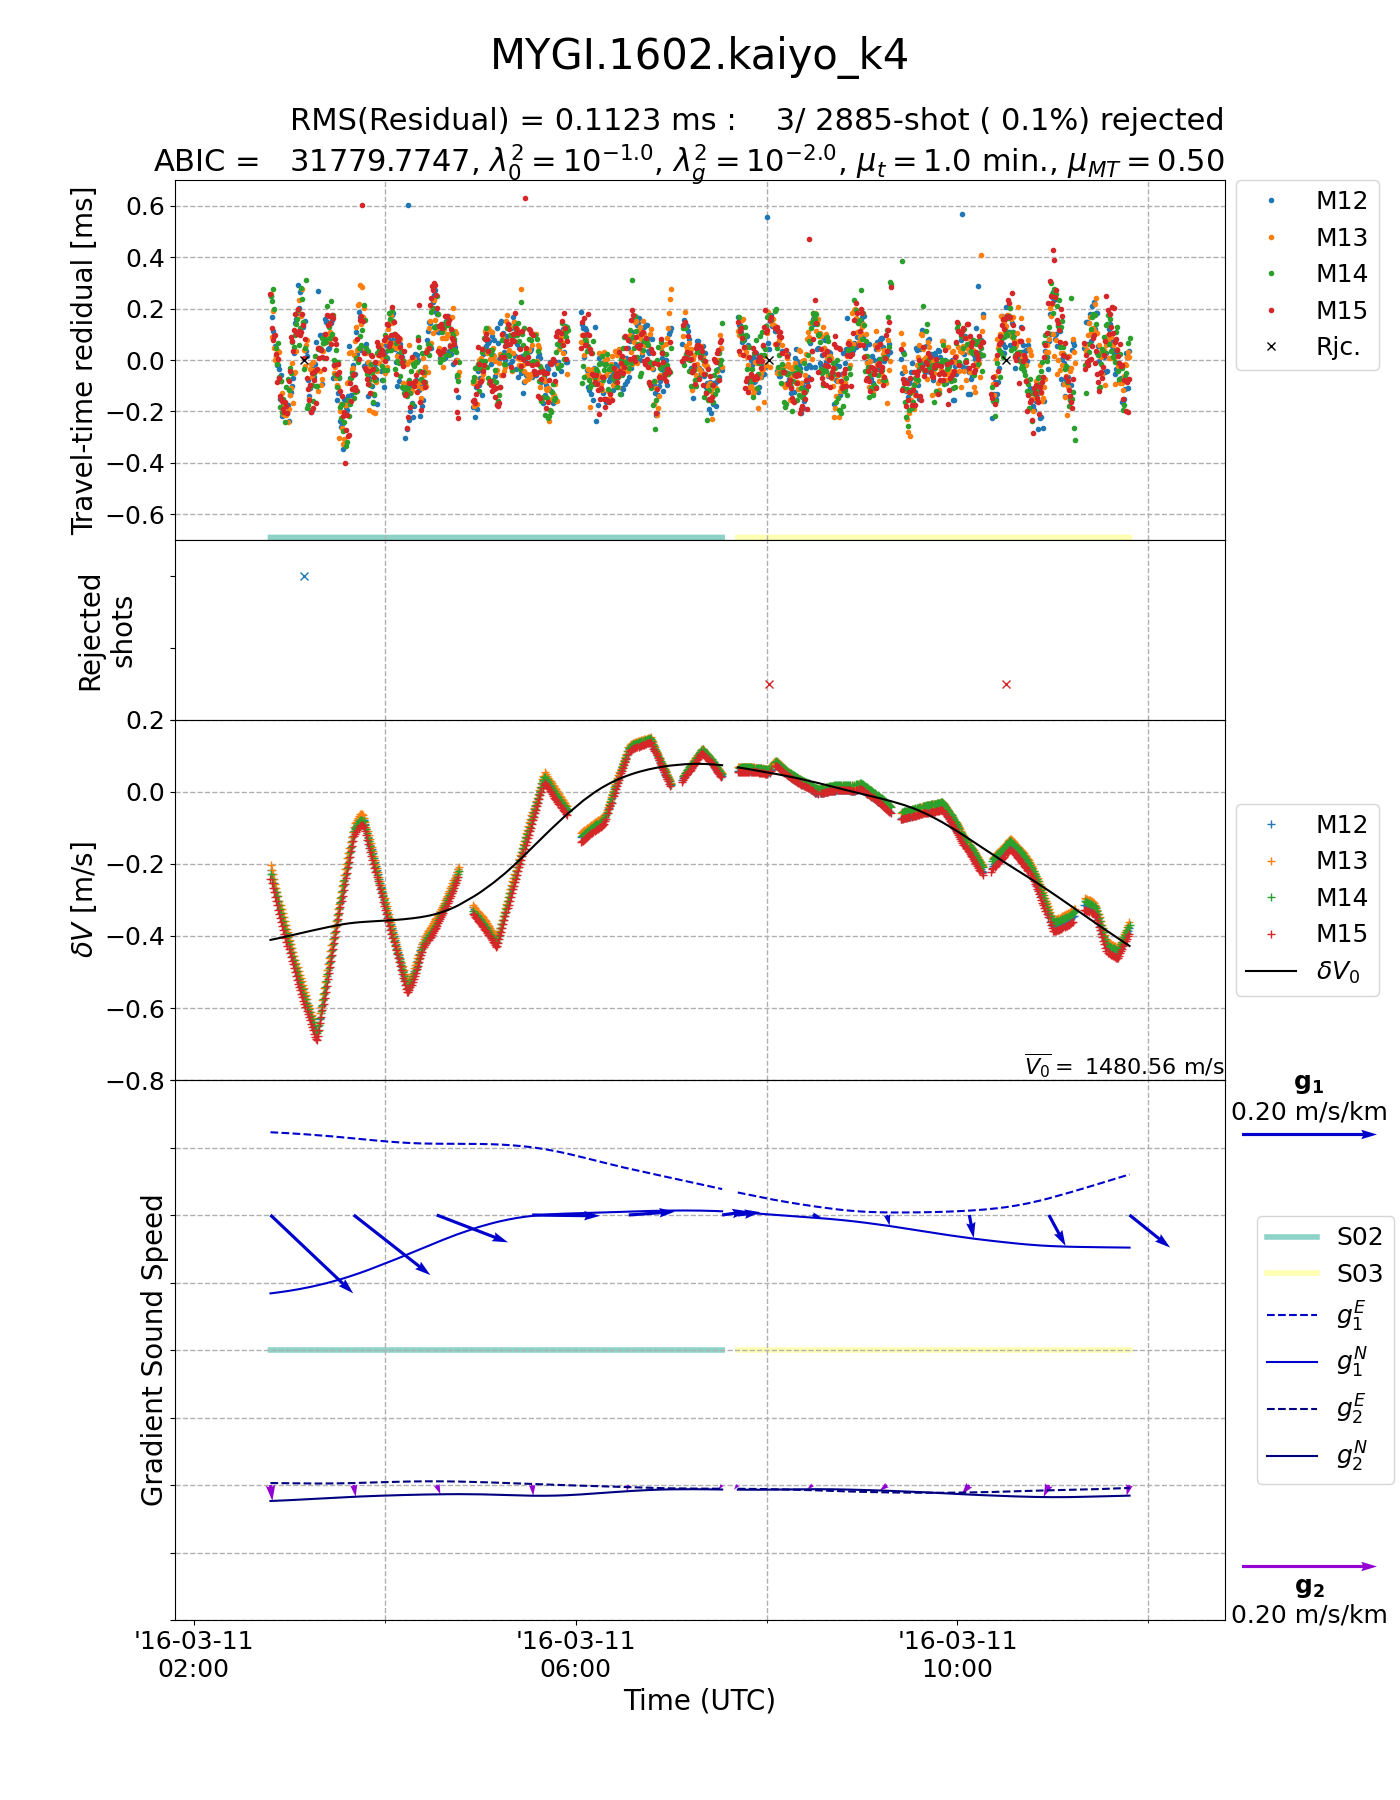 MYGI.1602.kaiyo_k4
RMS(Residual) = 0.1123 ms :    3/ 2885-shot ( 0.1%) rejected
ABIC =   31779.7747, λ₀² = 10⁻¹·⁰, λ_g² = 10⁻²·⁰, μ_t = 1.0 min., μ_MT = 0.50
Travel-time redidual [ms]
0.6
0.4
0.2
0.0
−0.2
−0.4
−0.6
M12
M13
M14
M15
Rjc.
Rejected
shots
δV [m/s]
0.2
0.0
−0.2
−0.4
−0.6
−0.8
V̅₀ = 1480.56 m/s
M12
M13
M14
M15
δV₀
Gradient Sound Speed
g₁
0.20 m/s/km
S02
S03
g₁ᴱ
g₁ᴺ
g₂ᴱ
g₂ᴺ
g₂
0.20 m/s/km
'16-03-11
02:00
'16-03-11
06:00
'16-03-11
10:00
Time (UTC)